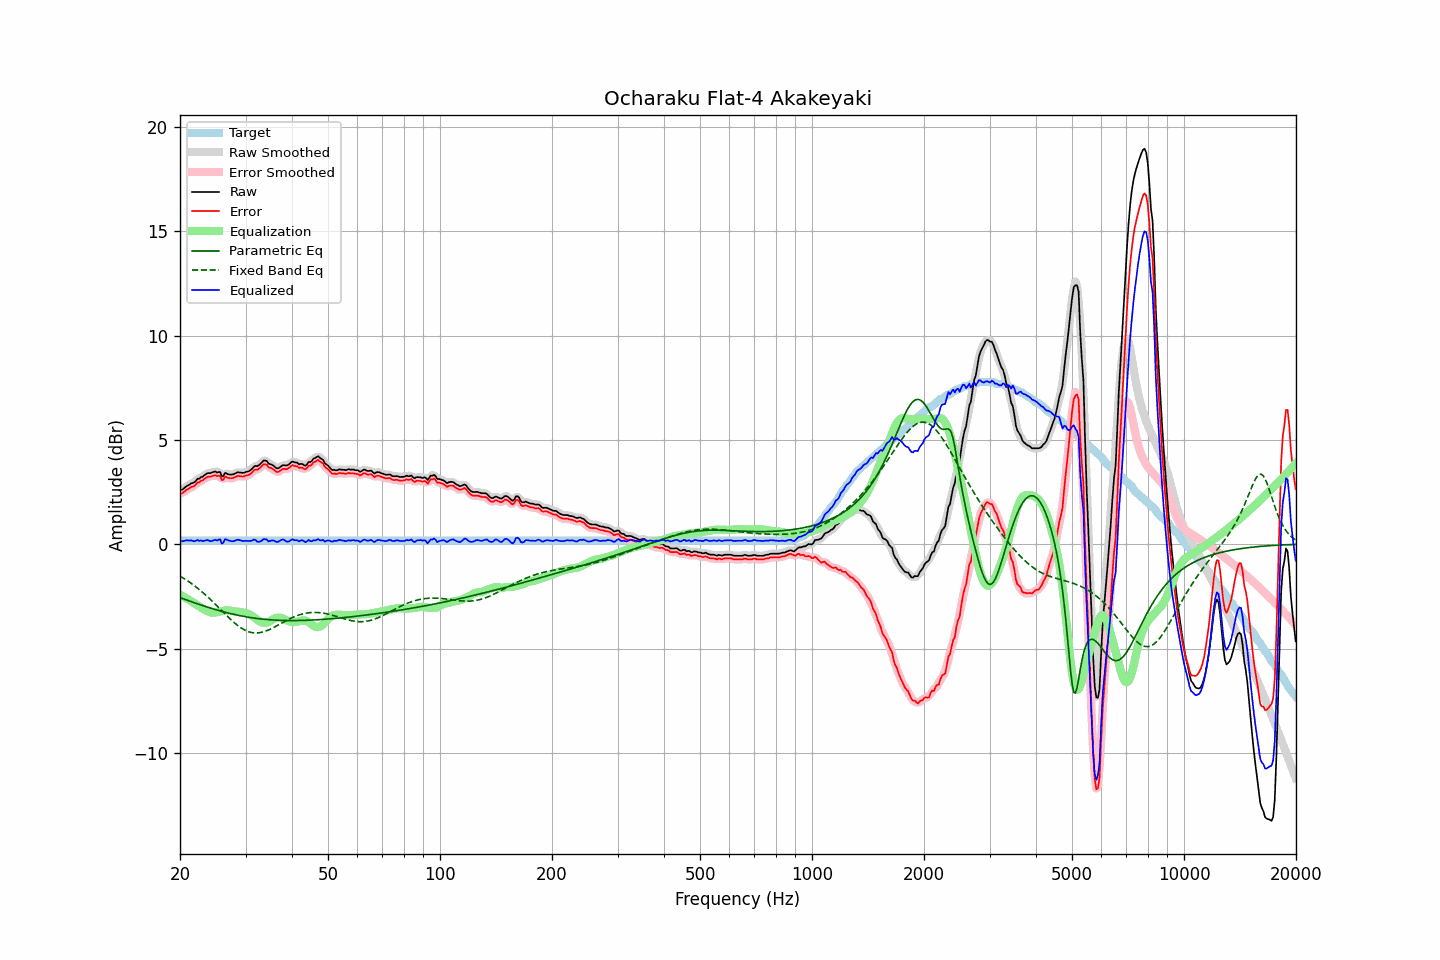 Ocharaku Flat-4 Akakeyaki
Target
Raw Smoothed
Error Smoothed
Raw
Error
Equalization
Parametric Eq
Fixed Band Eq
Equalized
20
15
10
5
0
−5
−10
Amplitude (dBr)
20 50 100 200 500 1000 2000 5000 10000 20000
Frequency (Hz)